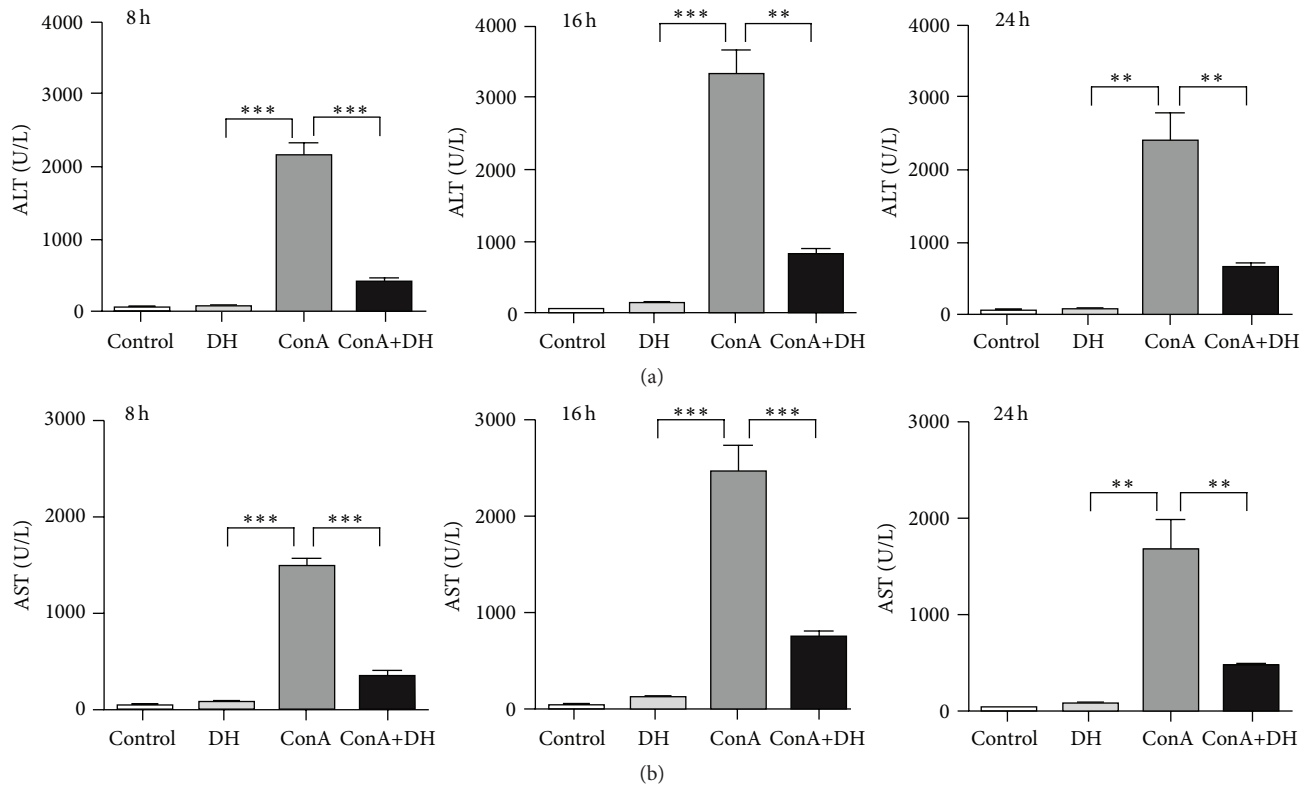 8 h
ALT (U/L)
4000
3000
2000
1000
0
*** ***
Control DH ConA ConA+DH
16 h
ALT (U/L)
4000
3000
2000
1000
0
*** **
Control DH ConA ConA+DH
24 h
ALT (U/L)
4000
3000
2000
1000
0
** **
Control DH ConA ConA+DH
(a)
8 h
AST (U/L)
3000
2000
1000
0
*** ***
Control DH ConA ConA+DH
16 h
AST (U/L)
3000
2000
1000
0
*** ***
Control DH ConA ConA+DH
24 h
AST (U/L)
3000
2000
1000
0
** **
Control DH ConA ConA+DH
(b)